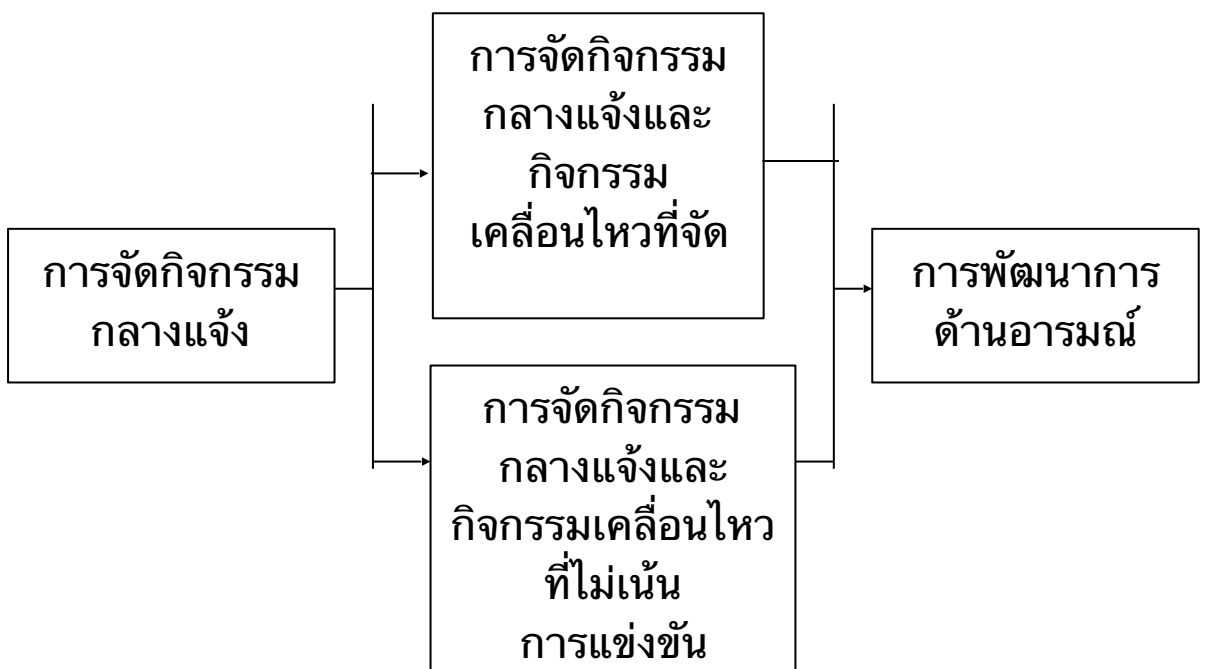 การจัดกิจกรรม
กลางแจ้ง
การจัดกิจกรรม
กลางแจ้งและ
กิจกรรม
เคลื่อนไหวที่จัด
การจัดกิจกรรม
กลางแจ้งและ
กิจกรรมเคลื่อนไหว
ที่ไม่เน้น
การแข่งขัน
การพัฒนาการ
ด้านอารมณ์